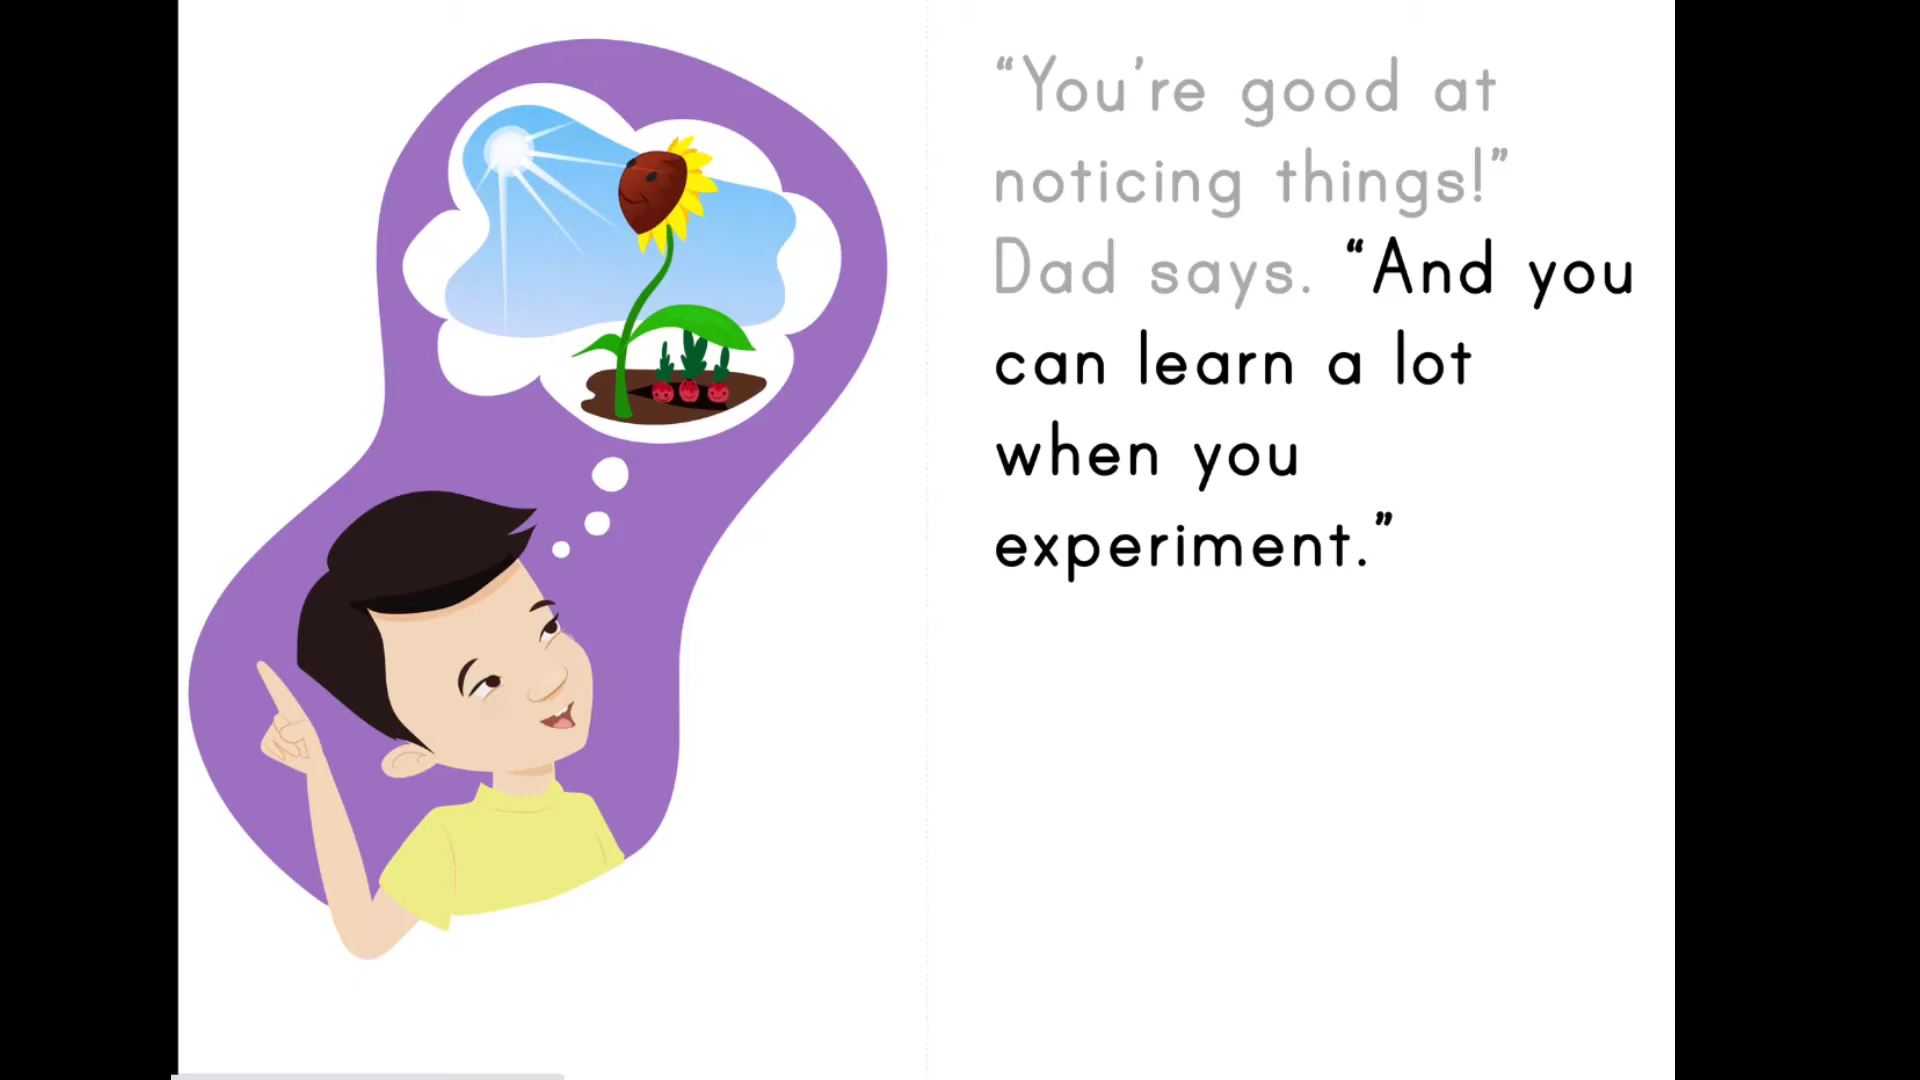 “You’re good at
noticing things!”
Dad says. “And you
can learn a lot
when you
experiment.”